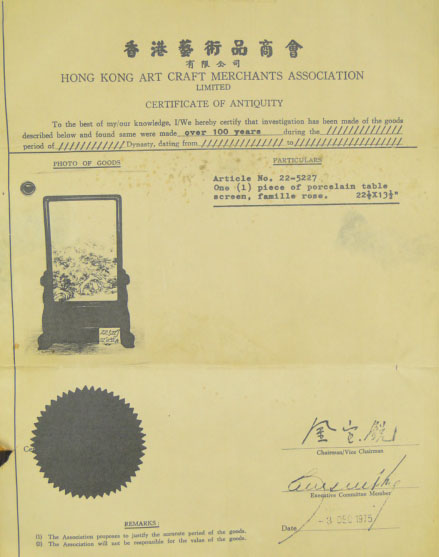 香港藝術品商會
有限公司
HONG KONG ART CRAFT MERCHANTS ASSOCIATION
LIMITED
CERTIFICATE OF ANTIQUITY
To the best of my/our knowledge, I/We hereby certify that investigation has been made of the goods
described below and found some were made over 100 years during the ///////////////
period of ////////////// Dynasty, dating from ////////////////// to ///////////////////////
PHOTO OF GOODS
PARTICULARS
Article No. 22-5227
One (1) piece of porcelain table
screen, famille rose. 22½X13½"
Chairman/Vice Chairman
Executive Committee Member
Date -3 DEC 1975
REMARKS:
(1) The Association proposes to justify the accurate period of the goods.
(2) The Association will not be responsible for the value of the goods.